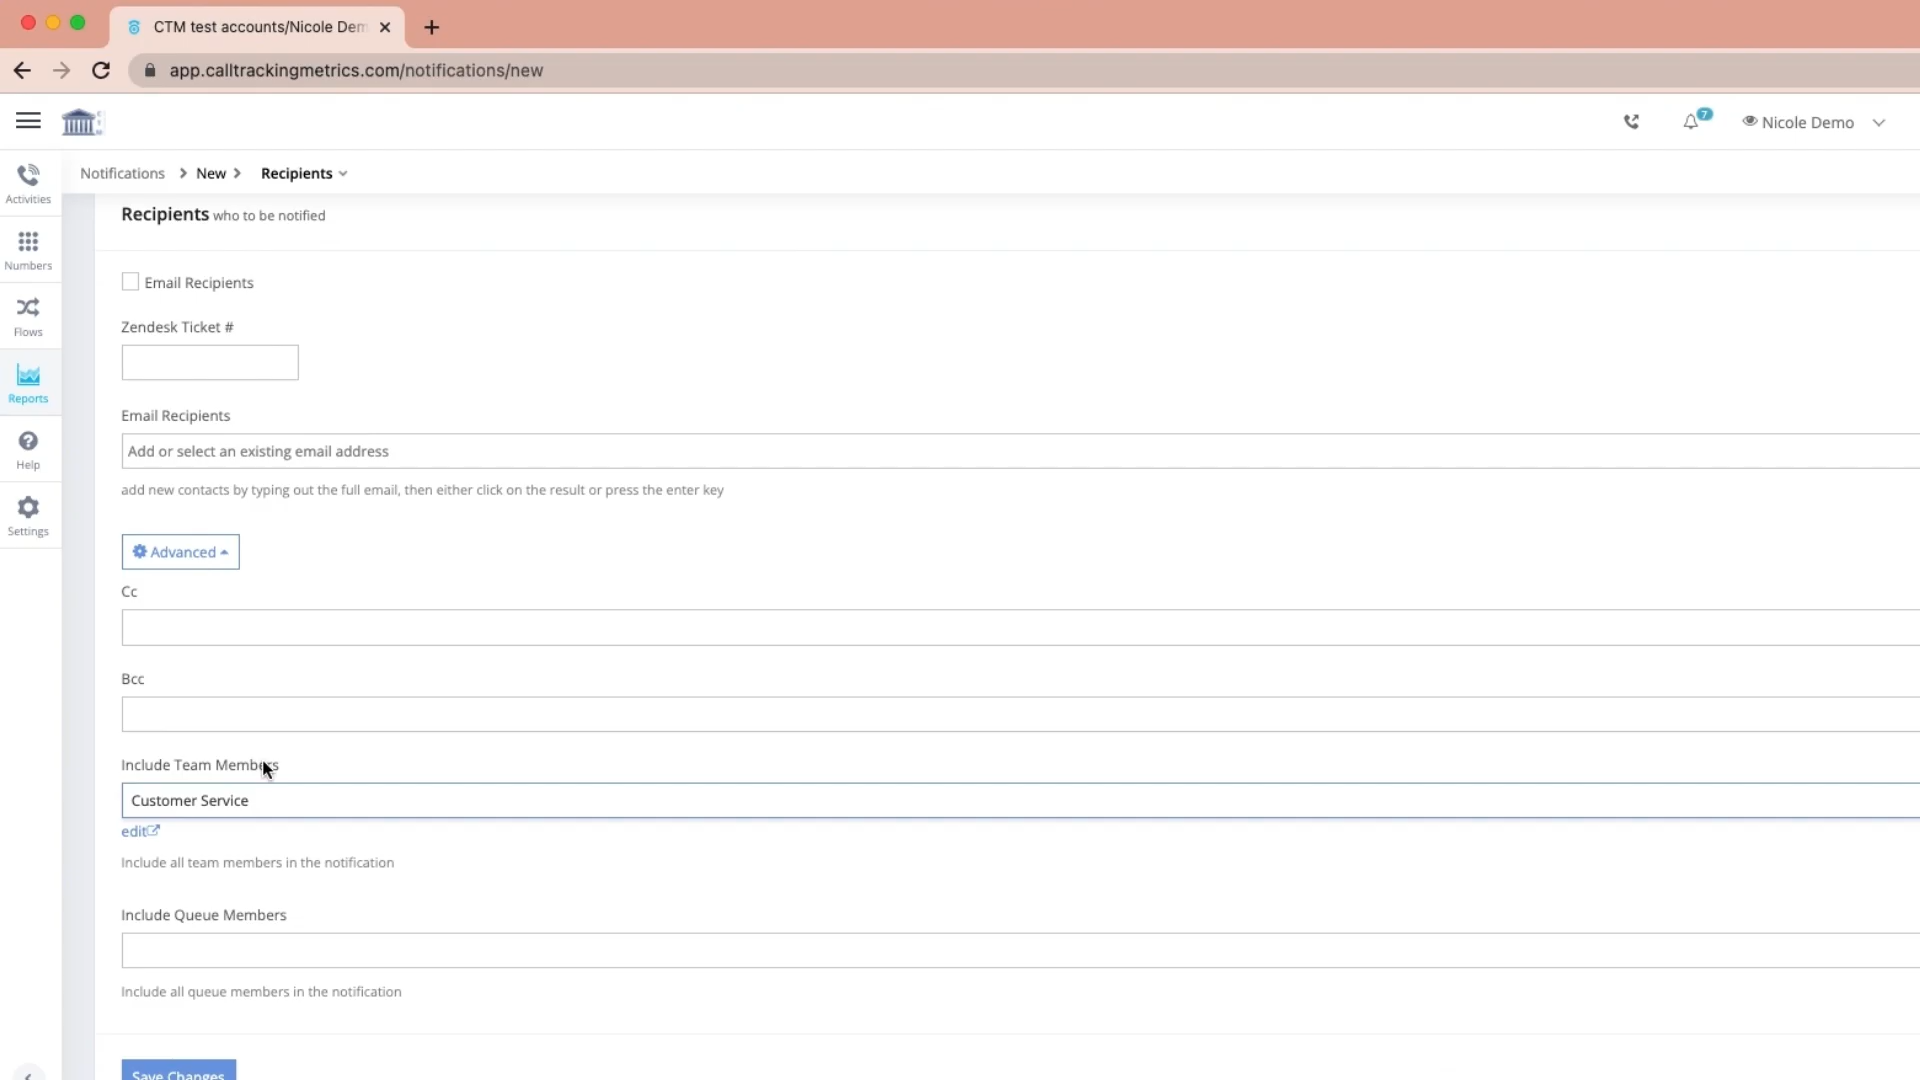 CTM test accounts/Nicole Dem
app.calltrackingmetrics.com/notifications/new
7
Nicole Demo
Notifications > New > Recipients
Activities
Numbers
Flows
Reports
Help
Settings
Recipients who to be notified
Email Recipients
Zendesk Ticket #
Email Recipients
Add or select an existing email address
add new contacts by typing out the full email, then either click on the result or press the enter key
Advanced
Cc
Bcc
Include Team Members
Customer Service
edit
Include all team members in the notification
Include Queue Members
Include all queue members in the notification
Save Changes